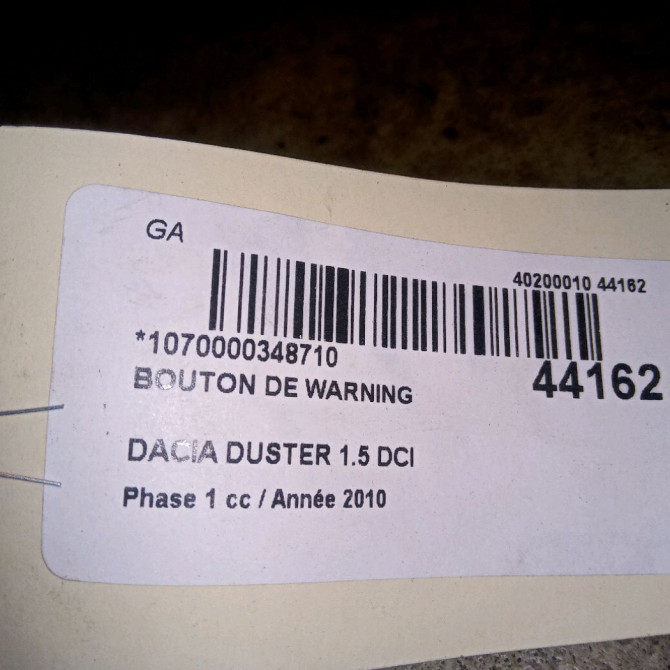 GA
40200010 44162
*1070000348710
44162
BOUTON DE WARNING
DACIA DUSTER 1.5 DCI
Phase 1 cc / Année 2010